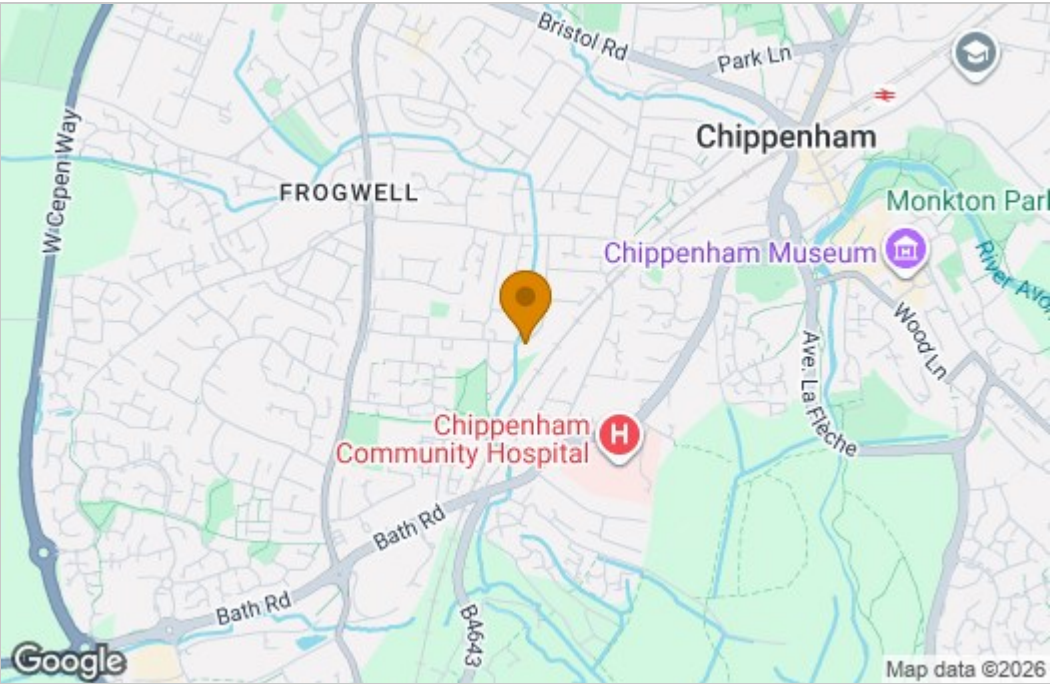 Bristol Rd
Park Ln
Chippenham
W Cepen Way
FROGWELL
Monkton Park
Chippenham Museum
River Avon
Wood Ln
Ave. La Flèche
Chippenham
Community Hospital
H
Bath Rd
Bath Rd
B4643
Google
Map data ©2026